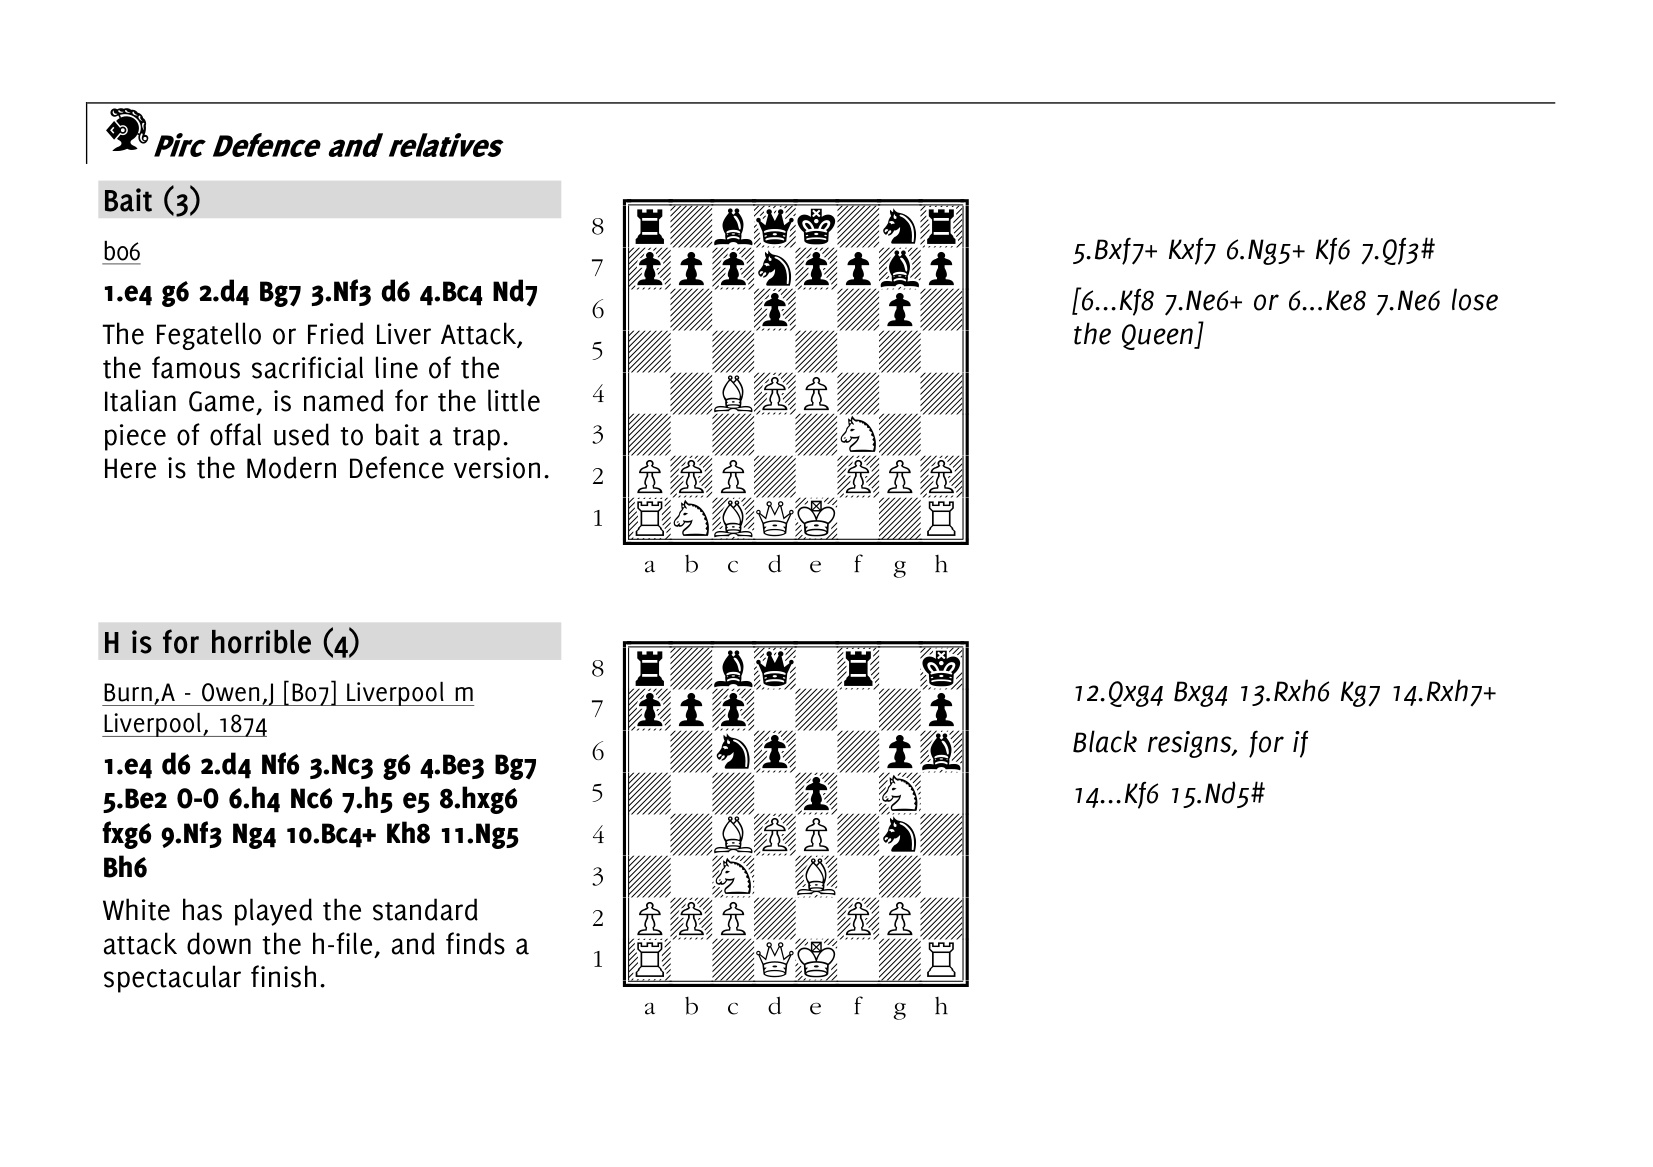 Pirc Defence and relatives
Bait (3)
b06
1.e4 g6 2.d4 Bg7 3.Nf3 d6 4.Bc4 Nd7
The Fegatello or Fried Liver Attack,
the famous sacrificial line of the
Italian Game, is named for the little
piece of offal used to bait a trap.
Here is the Modern Defence version.
8
7
6
5
4
3
2
1
a b c d e f g h
5.Bxf7+ Kxf7 6.Ng5+ Kf6 7.Qf3#
[6...Kf8 7.Ne6+ or 6...Ke8 7.Ne6 lose
the Queen]
H is for horrible (4)
Burn,A - Owen,J [B07] Liverpool m
Liverpool, 1874
1.e4 d6 2.d4 Nf6 3.Nc3 g6 4.Be3 Bg7
5.Be2 O-O 6.h4 Nc6 7.h5 e5 8.hxg6
fxg6 9.Nf3 Ng4 10.Bc4+ Kh8 11.Ng5
Bh6
White has played the standard
attack down the h-file, and finds a
spectacular finish.
8
7
6
5
4
3
2
1
a b c d e f g h
12.Qxg4 Bxg4 13.Rxh6 Kg7 14.Rxh7+
Black resigns, for if
14...Kf6 15.Nd5#